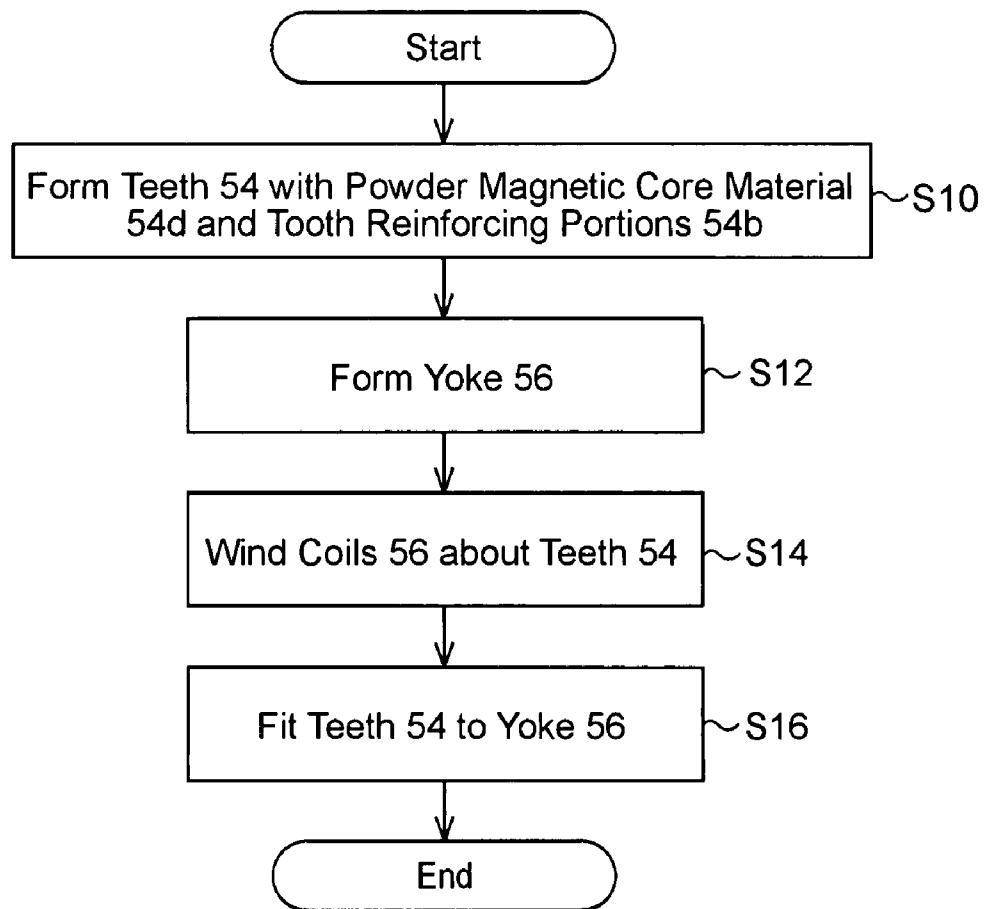 Start
Form Teeth 54 with Powder Magnetic Core Material
54d and Tooth Reinforcing Portions 54b
S10
Form Yoke 56
S12
Wind Coils 56 about Teeth 54
S14
Fit Teeth 54 to Yoke 56
S16
End